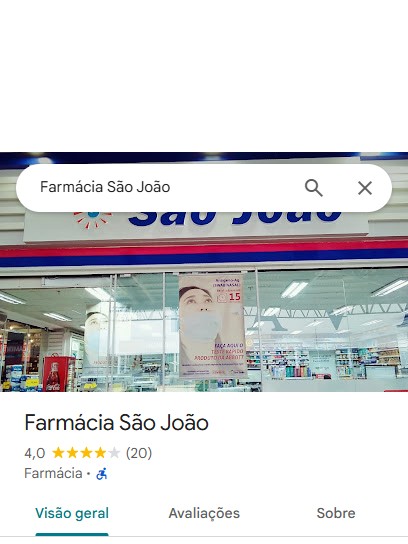 Farmácia São João
São João
15
FAÇA AQUI O
TESTE RÁPIDO
Farmácia São João
4,0 (20)
Farmácia ·
Visão geral
Avaliações
Sobre